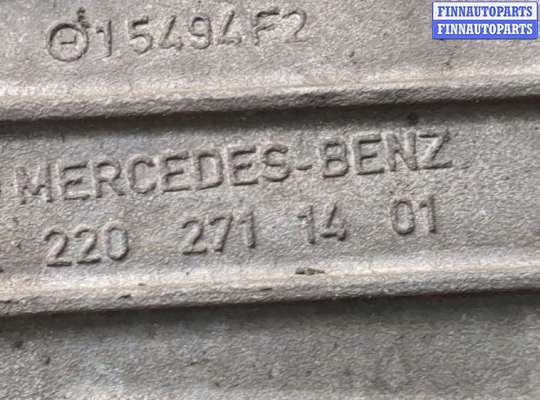 FINNAUTOPARTS
FINNAUTOPARTS
15494F2
MERCEDES-BENZ
220 271 14 01